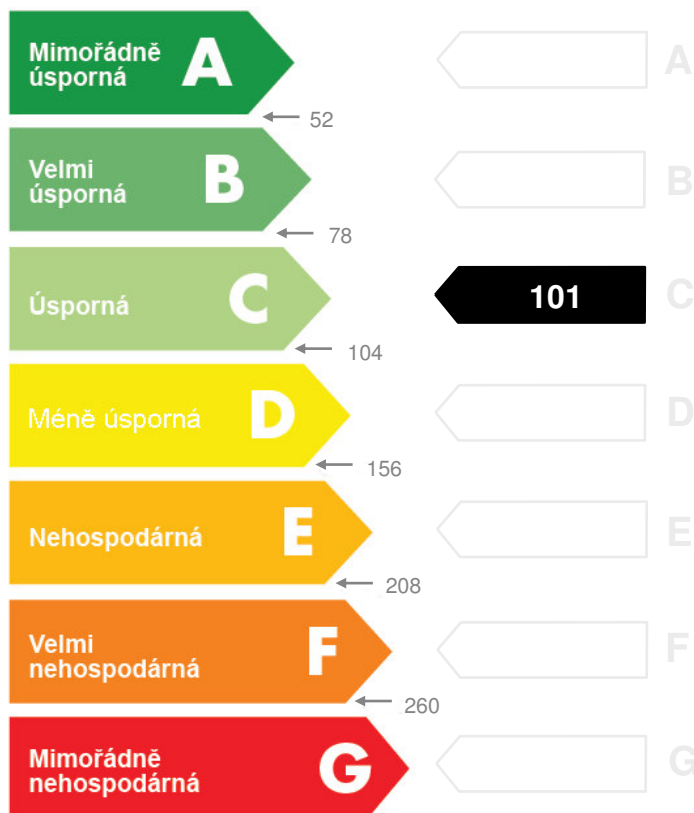 Mimořádně
úsporná
A
A
52
Velmi
úsporná
B
B
78
Úsporná
C
101
C
104
Méně úsporná
D
D
156
Nehospodárná
E
E
208
Velmi
nehospodárná
F
F
260
Mimořádně
nehospodárná
G
G